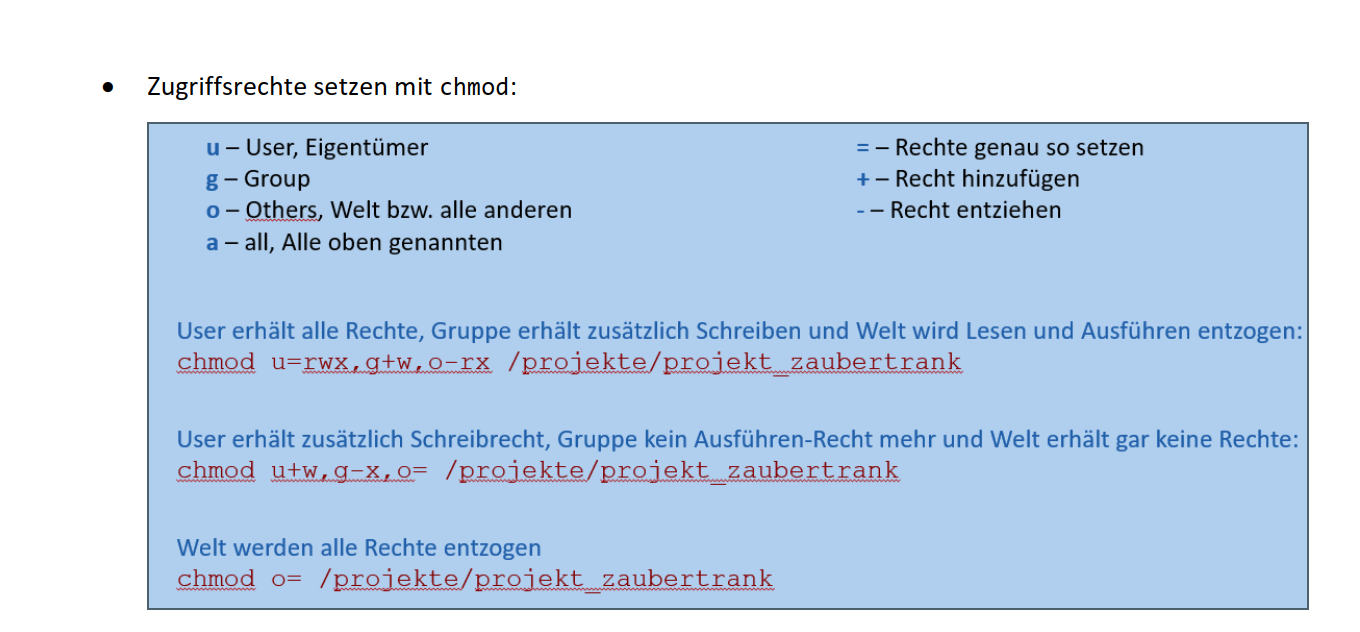 • Zugriffsrechte setzen mit chmod:
u – User, Eigentümer
g – Group
o – Others, Welt bzw. alle anderen
a – all, Alle oben genannten
= – Rechte genau so setzen
+ – Recht hinzufügen
- – Recht entziehen
User erhält alle Rechte, Gruppe erhält zusätzlich Schreiben und Welt wird Lesen und Ausführen entzogen:
chmod u=rwx,g+w,o-rx /projekte/projekt_zaubertrank
User erhält zusätzlich Schreibrecht, Gruppe kein Ausführen-Recht mehr und Welt erhält gar keine Rechte:
chmod u+w,g-x,o= /projekte/projekt_zaubertrank
Welt werden alle Rechte entzogen
chmod o= /projekte/projekt_zaubertrank